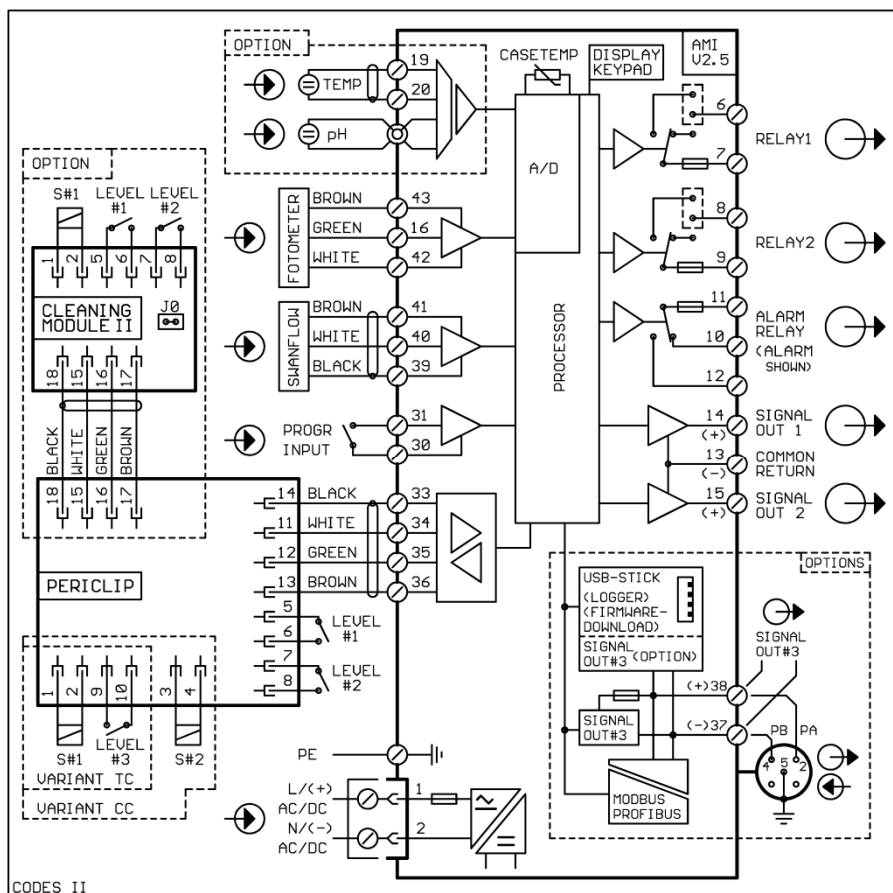 OPTION
TEMP
19
20
pH
CASETEMP
DISPLAY
KEYPAD
AMI
V2.5
A/D
PROCESSOR
6
7
RELAY1
8
9
RELAY2
11
10
12
ALARM
RELAY
(ALARM
SHOWN)
14
(+)
SIGNAL
OUT 1
13
(-)
COMMON
RETURN
15
(+)
SIGNAL
OUT 2
FOTOMETER
BROWN
43
GREEN
16
WHITE
42
SWANFLOW
BROWN
41
WHITE
40
BLACK
39
PROGR
INPUT
31
30
OPTION
S#1
LEVEL
#1
LEVEL
#2
1
2
5
6
7
8
CLEANING
MODULE II
J0
18
15
16
17
BLACK
WHITE
GREEN
BROWN
18
15
16
17
PERICLIP
14
BLACK
33
11
WHITE
34
12
GREEN
35
13
BROWN
36
5
6
LEVEL
#1
7
8
LEVEL
#2
1
2
9
10
3
4
S#1
LEVEL
#3
S#2
VARIANT TC
VARIANT CC
PE
L/(+)
AC/DC
1
N/(-)
AC/DC
2
OPTIONS
USB-STICK
(LOGGER)
(FIRMWARE-
DOWNLOAD)
SIGNAL
OUT#3 (OPTION)
SIGNAL
OUT#3
(+)38
(-)37
SIGNAL
OUT#3
PB
PA
4
5
2
MODBUS
PROFIBUS
CODES II